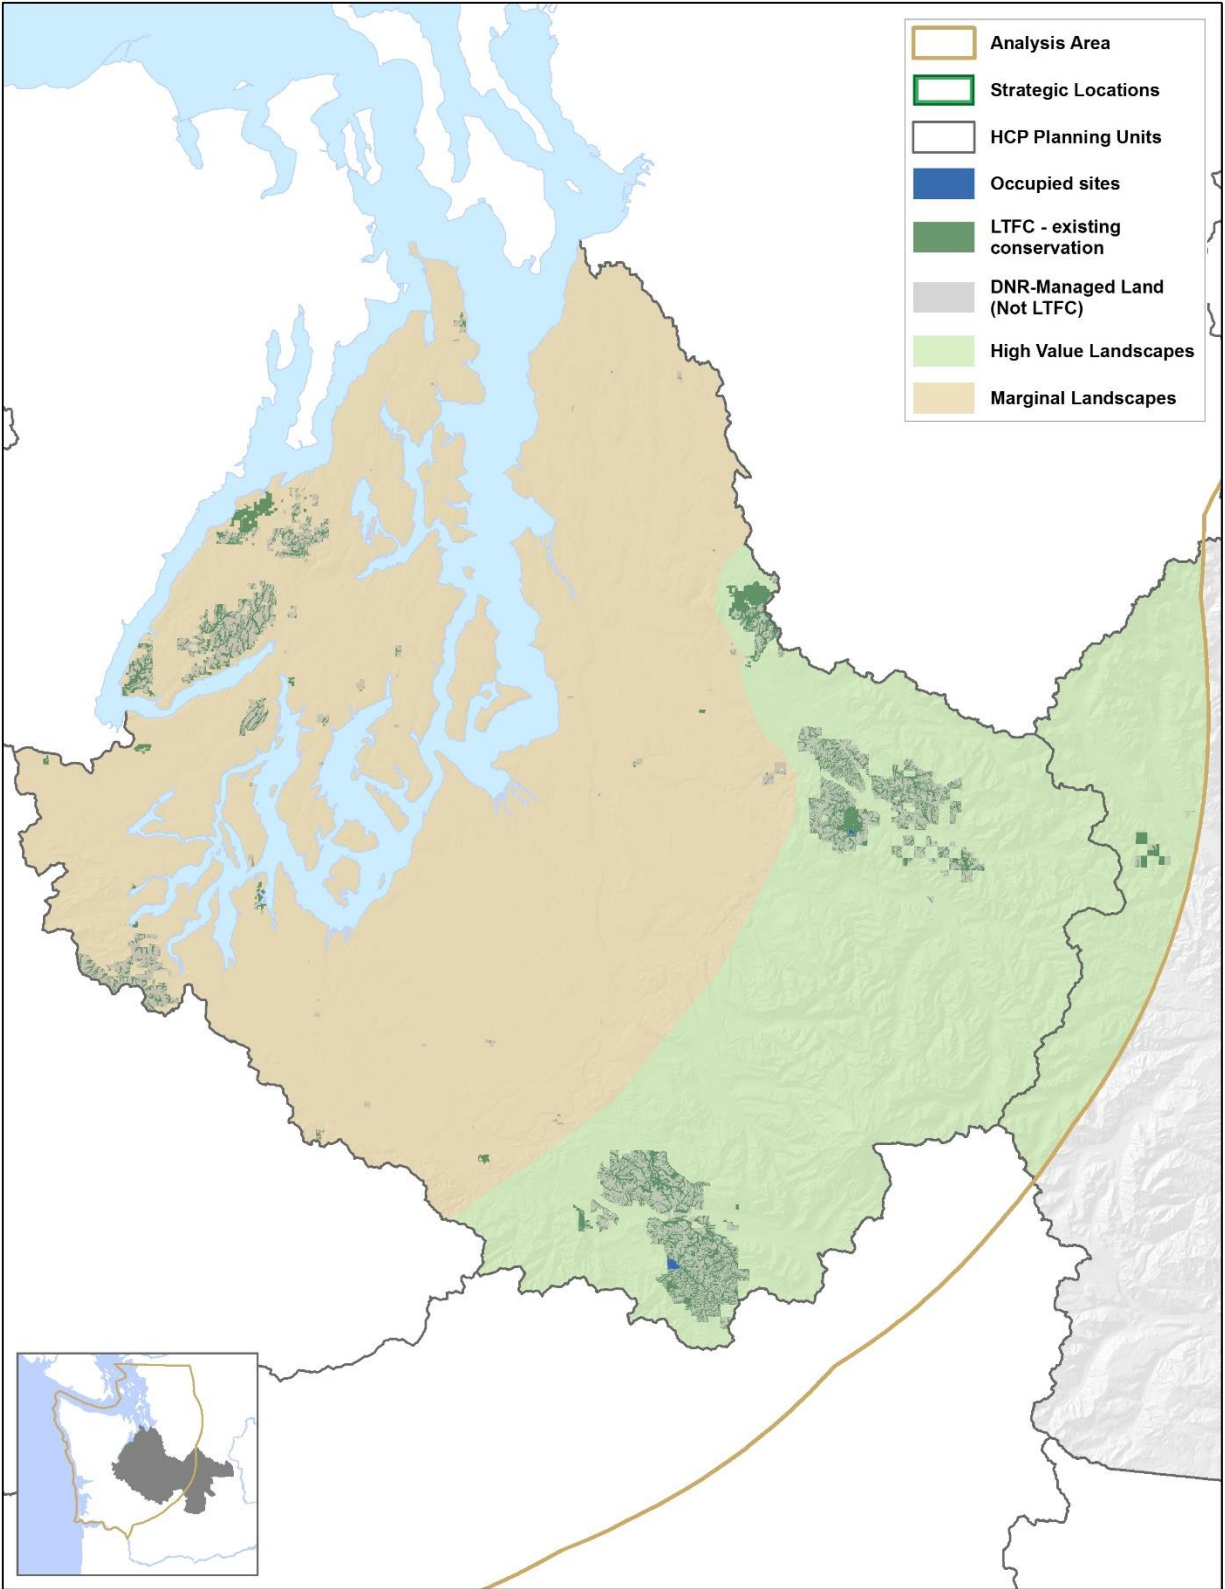 Analysis Area
Strategic Locations
HCP Planning Units
Occupied sites
LTFC - existing
conservation
DNR-Managed Land
(Not LTFC)
High Value Landscapes
Marginal Landscapes